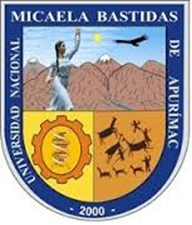 MICAELA BASTIDAS
UNIVERSIDAD NACIONAL
DE APURÍMAC
- 2000 -